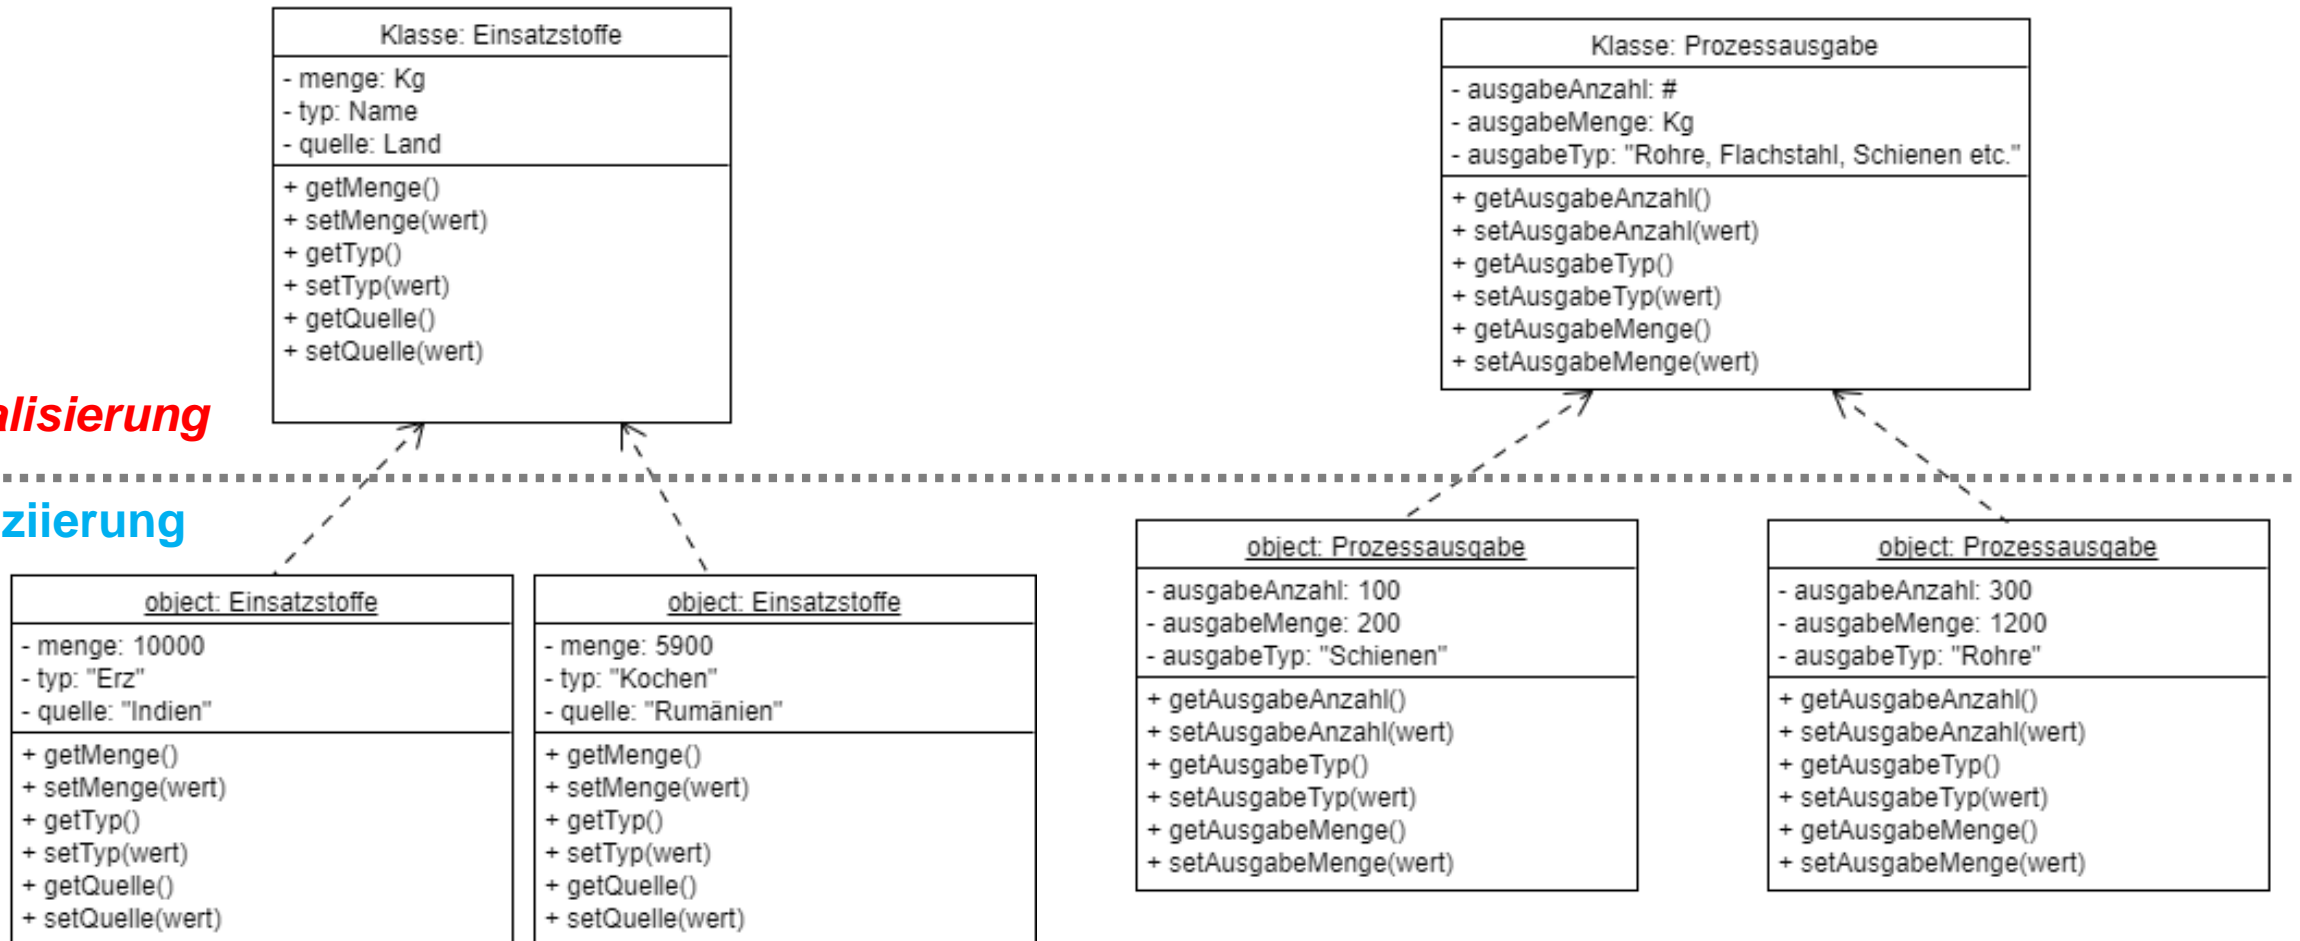 Klasse: Einsatzstoffe
- menge: Kg
- typ: Name
- quelle: Land
+ getMenge()
+ setMenge(wert)
+ getTyp()
+ setTyp(wert)
+ getQuelle()
+ setQuelle(wert)
Klasse: Prozessausgabe
- ausgabeAnzahl: #
- ausgabeMenge: Kg
- ausgabeTyp: "Rohre, Flachstahl, Schienen etc."
+ getAusgabeAnzahl()
+ setAusgabeAnzahl(wert)
+ getAusgabeTyp()
+ setAusgabeTyp(wert)
+ getAusgabeMenge()
+ setAusgabeMenge(wert)
alisierung
ziierung
object: Einsatzstoffe
- menge: 10000
- typ: "Erz"
- quelle: "Indien"
+ getMenge()
+ setMenge(wert)
+ getTyp()
+ setTyp(wert)
+ getQuelle()
+ setQuelle(wert)
object: Einsatzstoffe
- menge: 5900
- typ: "Kochen"
- quelle: "Rumänien"
+ getMenge()
+ setMenge(wert)
+ getTyp()
+ setTyp(wert)
+ getQuelle()
+ setQuelle(wert)
object: Prozessausgabe
- ausgabeAnzahl: 100
- ausgabeMenge: 200
- ausgabeTyp: "Schienen"
+ getAusgabeAnzahl()
+ setAusgabeAnzahl(wert)
+ getAusgabeTyp()
+ setAusgabeTyp(wert)
+ getAusgabeMenge()
+ setAusgabeMenge(wert)
object: Prozessausgabe
- ausgabeAnzahl: 300
- ausgabeMenge: 1200
- ausgabeTyp: "Rohre"
+ getAusgabeAnzahl()
+ setAusgabeAnzahl(wert)
+ getAusgabeTyp()
+ setAusgabeTyp(wert)
+ getAusgabeMenge()
+ setAusgabeMenge(wert)